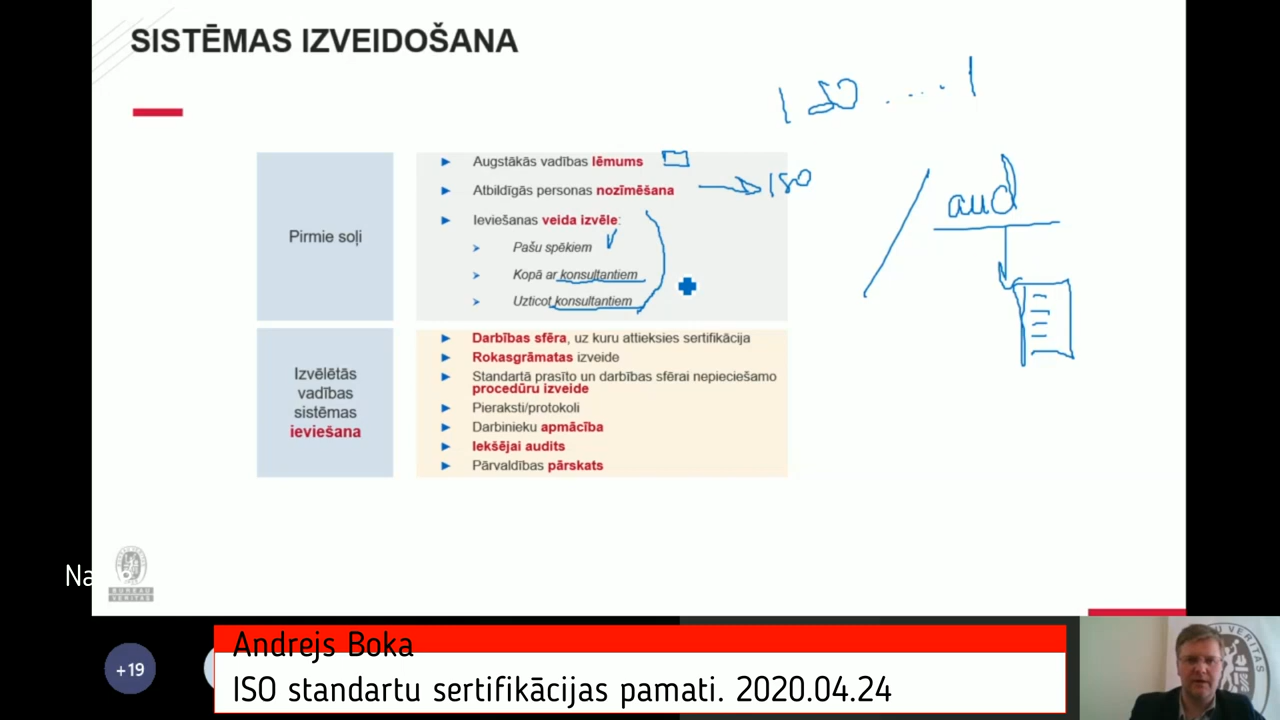 SISTĒMAS IZVEIDOŠANA
ISO ....
Pirmie soļi
Augstākās vadības lēmums
Atbildīgās personas nozīmēšana
ISO
aud
Ieviešanas veida izvēle:
Pašu spēkiem
Kopā ar konsultantiem
Uzticot konsultantiem
Izvēlētās
vadības
sistēmas
ieviešana
Darbības sfēra, uz kuru attieksies sertifikācija
Rokasgrāmatas izveide
Standartā prasīto un darbības sfērai nepieciešamo
procedūru izveide
Pieraksti/protokoli
Darbinieku apmācība
Iekšējai audits
Pārvaldības pārskats
BUREAU
VERITAS
Na
+19
Andrejs Boka
ISO standartu sertifikācijas pamati. 2020.04.24